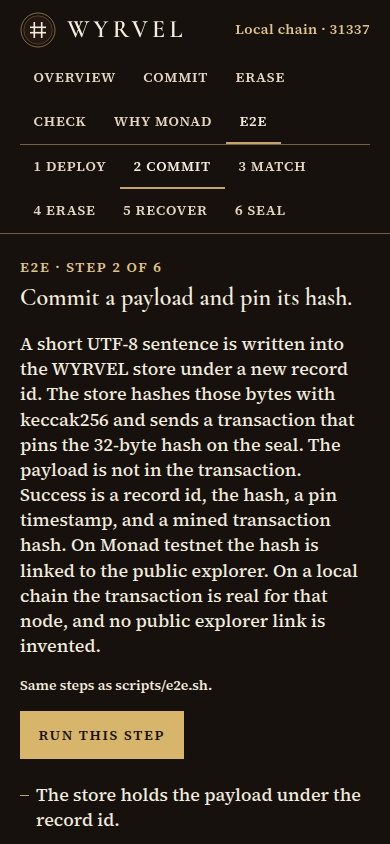 WYRVEL
Local chain · 31337
OVERVIEW COMMIT ERASE
CHECK WHY MONAD E2E
1 DEPLOY 2 COMMIT 3 MATCH
4 ERASE 5 RECOVER 6 SEAL
E2E · STEP 2 OF 6
Commit a payload and pin its hash.
A short UTF-8 sentence is written into
the WYRVEL store under a new record
id. The store hashes those bytes with
keccak256 and sends a transaction that
pins the 32-byte hash on the seal. The
payload is not in the transaction.
Success is a record id, the hash, a pin
timestamp, and a mined transaction
hash. On Monad testnet the hash is
linked to the public explorer. On a local
chain the transaction is real for that
node, and no public explorer link is
invented.
Same steps as scripts/e2e.sh.
RUN THIS STEP
– The store holds the payload under the
record id.